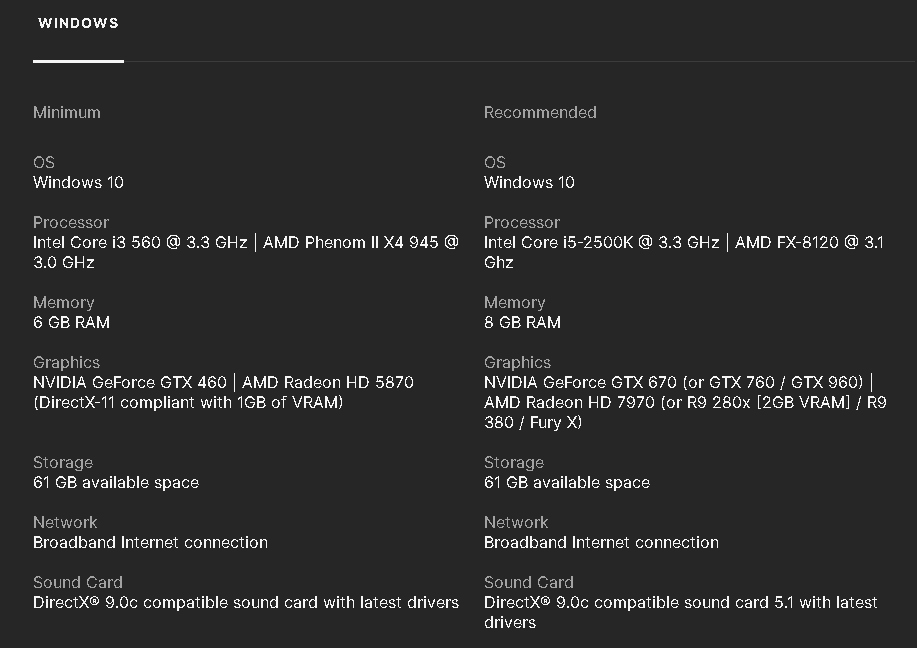 WINDOWS
Minimum
OS
Windows 10
Processor
Intel Core i3 560 @ 3.3 GHz | AMD Phenom II X4 945 @
3.0 GHz
Memory
6 GB RAM
Graphics
NVIDIA GeForce GTX 460 | AMD Radeon HD 5870
(DirectX-11 compliant with 1GB of VRAM)
Storage
61 GB available space
Network
Broadband Internet connection
Sound Card
DirectX® 9.0c compatible sound card with latest drivers
Recommended
OS
Windows 10
Processor
Intel Core i5-2500K @ 3.3 GHz | AMD FX-8120 @ 3.1
Ghz
Memory
8 GB RAM
Graphics
NVIDIA GeForce GTX 670 (or GTX 760 / GTX 960) |
AMD Radeon HD 7970 (or R9 280x [2GB VRAM] / R9
380 / Fury X)
Storage
61 GB available space
Network
Broadband Internet connection
Sound Card
DirectX® 9.0c compatible sound card 5.1 with latest
drivers